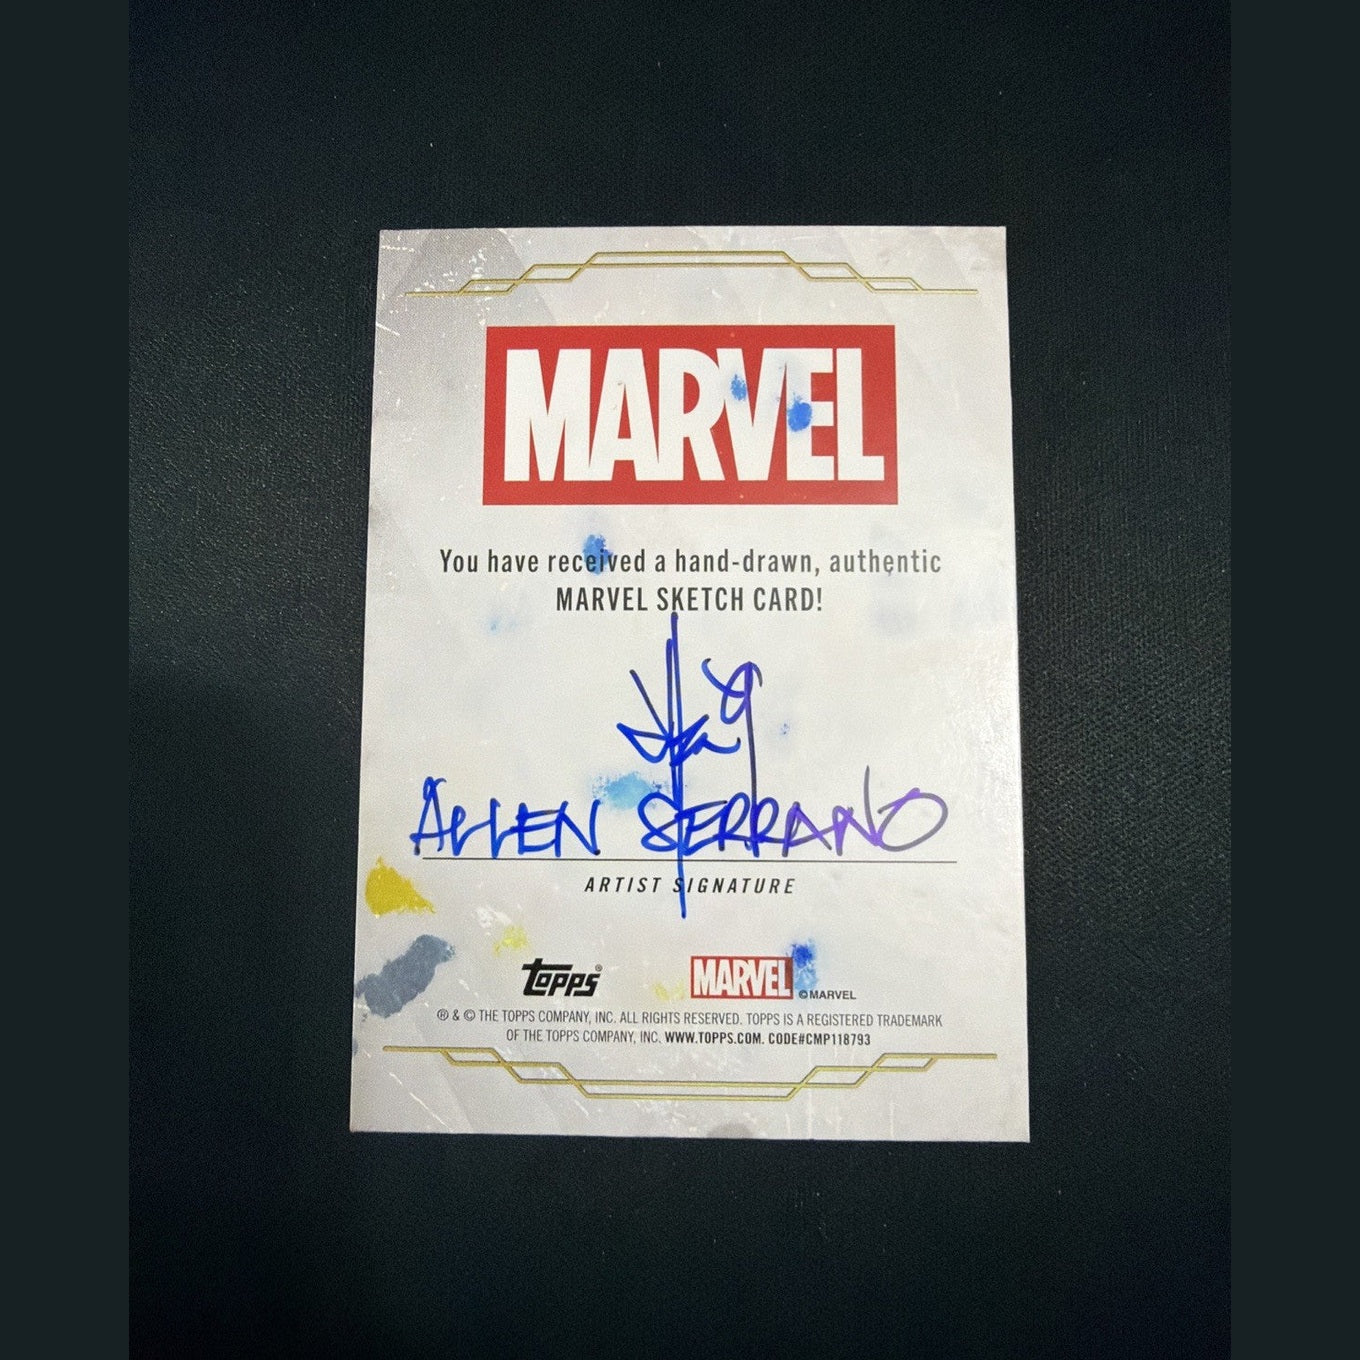 MARVEL
You have received a hand-drawn, authentic
MARVEL SKETCH CARD!
ALLEN SERRANO
ARTIST SIGNATURE
Topps®
MARVEL ©MARVEL
® & © THE TOPPS COMPANY, INC. ALL RIGHTS RESERVED. TOPPS IS A REGISTERED TRADEMARK
OF THE TOPPS COMPANY, INC. WWW.TOPPS.COM. CODE#CMP118793